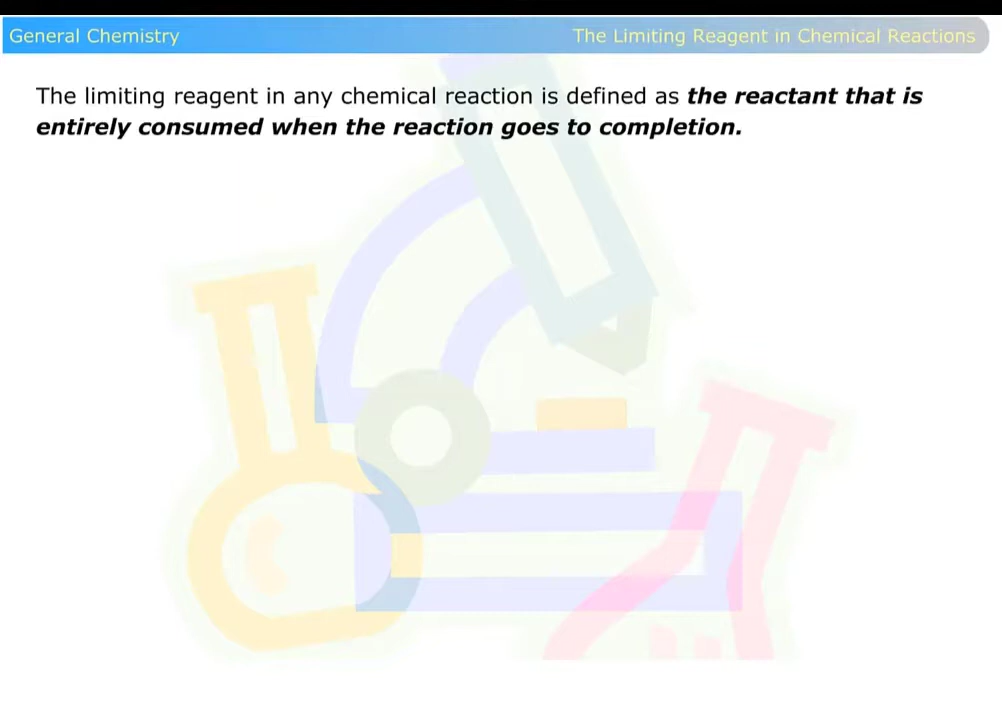 General Chemistry
The Limiting Reagent in Chemical Reactions
The limiting reagent in any chemical reaction is defined as the reactant that is
entirely consumed when the reaction goes to completion.